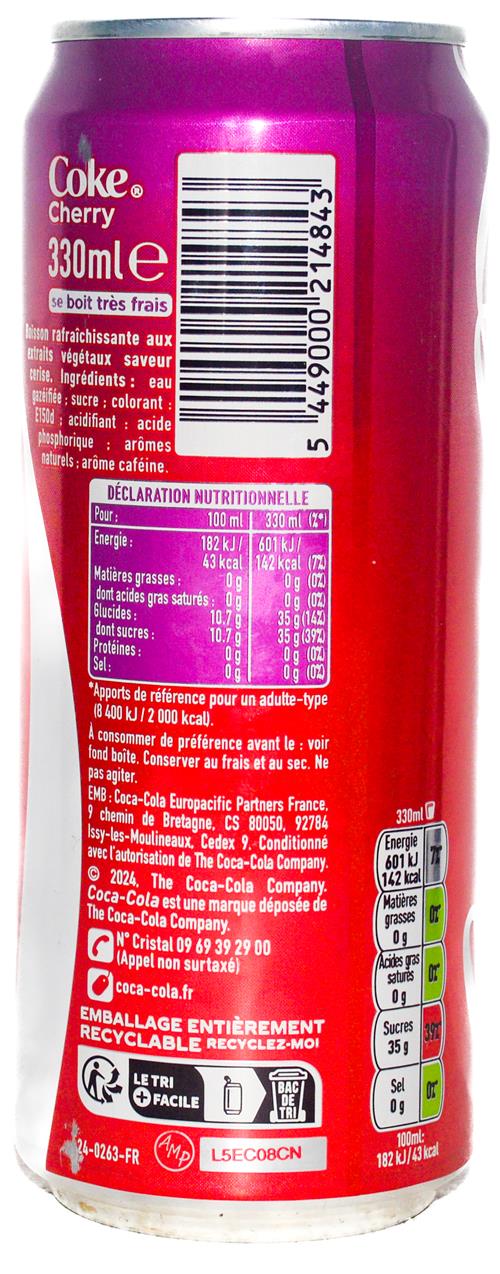 Coke®
Cherry
330ml ℮
se boit très frais
Boisson rafraîchissante aux
extraits végétaux saveur
cerise. Ingrédients : eau
gazéifiée ; sucre ; colorant :
E150d ; acidifiant : acide
phosphorique ; arômes
naturels ; arôme caféine.
5 449000 214843
DÉCLARATION NUTRITIONNELLE
Pour : 100 ml 330 ml (%*)
Energie : 182 kJ / 601 kJ /
43 kcal 142 kcal (7%)
Matières grasses : 0 g 0 g (0%)
dont acides gras saturés : 0 g 0 g (0%)
Glucides : 10.7 g 35 g (14%)
dont sucres : 10.7 g 35 g (39%)
Protéines : 0 g 0 g (0%)
Sel : 0 g 0 g (0%)
*Apports de référence pour un adulte-type
(8 400 kJ / 2 000 kcal).
À consommer de préférence avant le : voir
fond boîte. Conserver au frais et au sec. Ne
pas agiter.
EMB : Coca-Cola Europacific Partners France,
9 chemin de Bretagne, CS 80050, 92784
Issy-les-Moulineaux, Cedex 9. Conditionné
avec l'autorisation de The Coca-Cola Company.
© 2024, The Coca-Cola Company.
Coca-Cola est une marque déposée de
The Coca-Cola Company.
N° Cristal 09 69 39 29 00
(Appel non surtaxé)
coca-cola.fr
EMBALLAGE ENTIÈREMENT
RECYCLABLE RECYCLEZ-MOI
LE TRI
+ FACILE
BAC
DE
TRI
24-0263-FR
AMP
L5EC08CN
330ml
Energie
601 kJ
142 kcal
7%*
Matières
grasses
0 g
0%*
Acides gras
saturés
0 g
0%*
Sucres
35 g
39%*
Sel
0 g
0%*
100ml:
182 kJ/43 kcal